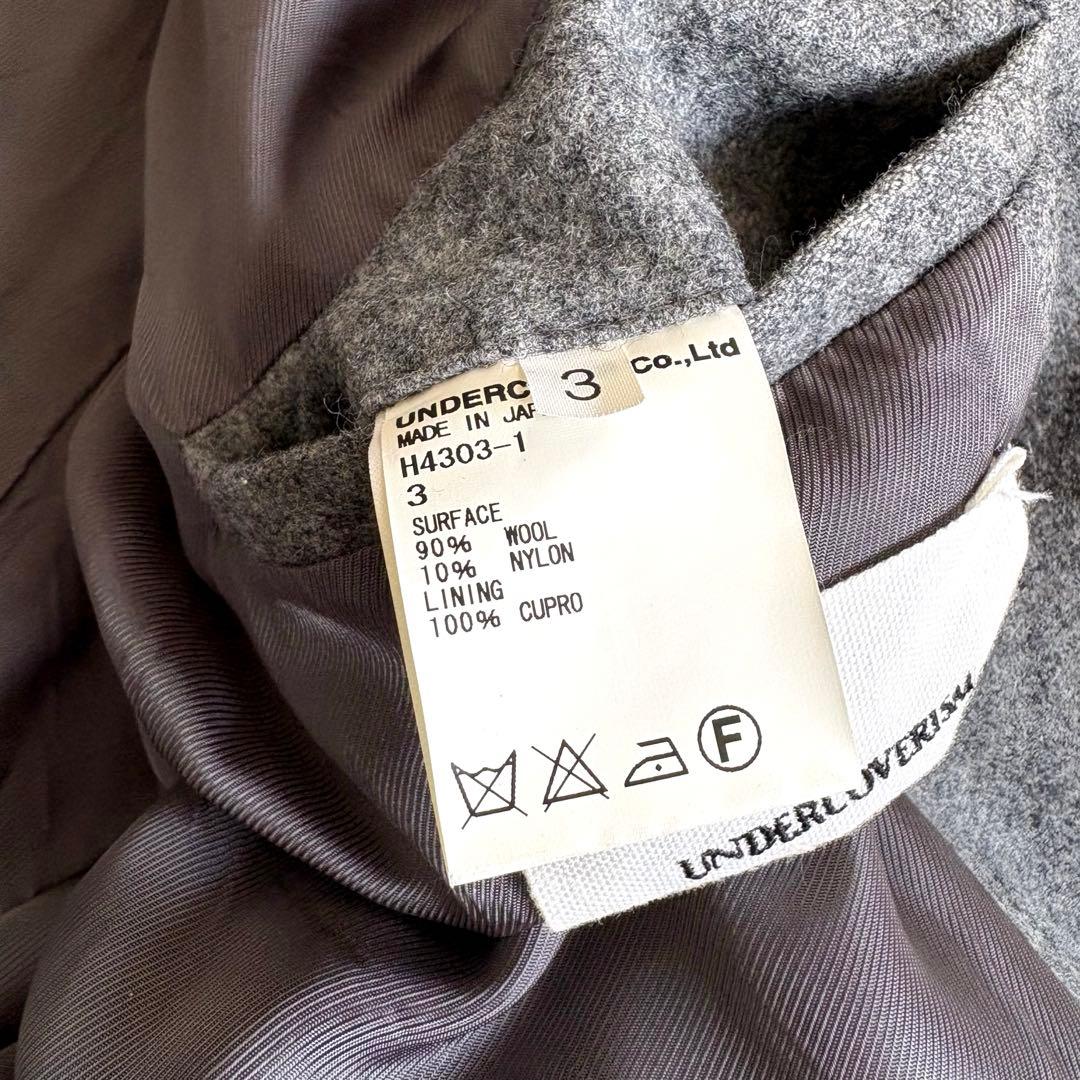 3
UNDERC Co.,Ltd
MADE IN JAP
H4303-1
3
SURFACE
90% WOOL
10% NYLON
LINING
100% CUPRO
F
UNDERCOVERISM